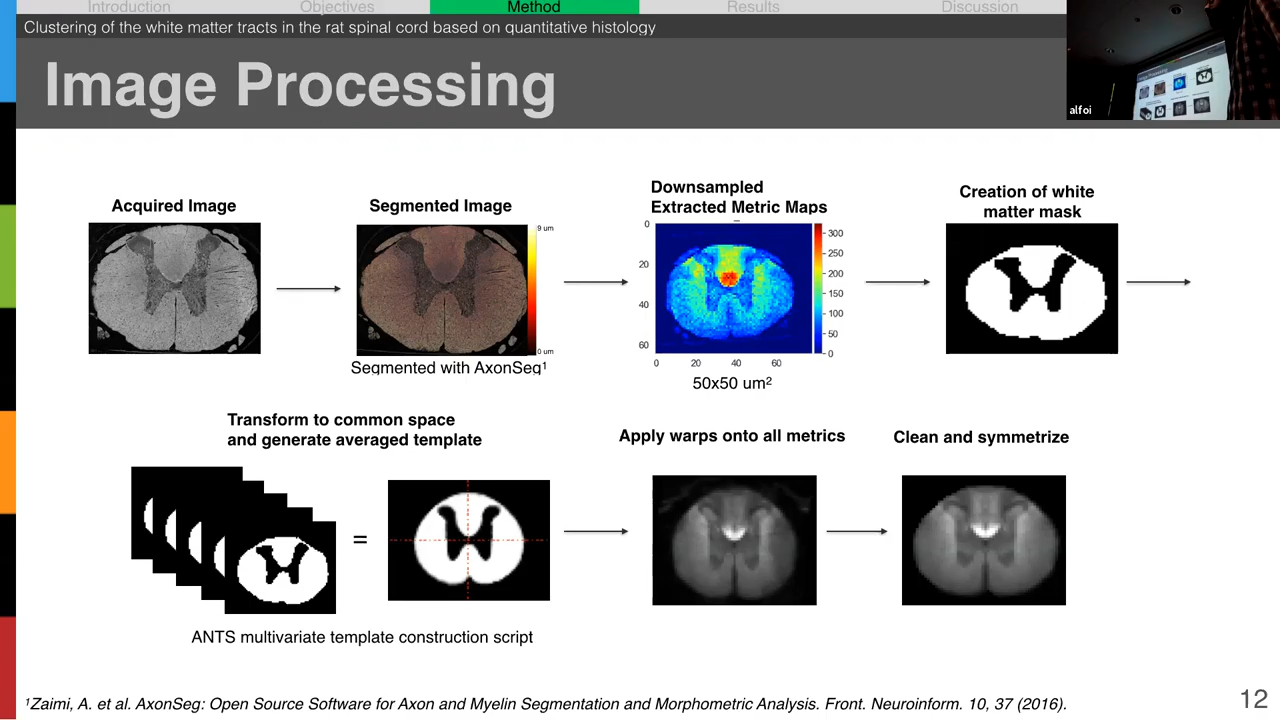 Introduction
Objectives
Method
Results
Discussion
Clustering of the white matter tracts in the rat spinal cord based on quantitative histology
Image Processing
alfoi
Acquired Image
Segmented Image
9 um
0 um
Segmented with AxonSeg¹
Downsampled
Extracted Metric Maps
0
20
40
60
0
20
40
60
300
250
200
150
100
50
0
50x50 um²
Creation of white
matter mask
Transform to common space
and generate averaged template
=
ANTS multivariate template construction script
Apply warps onto all metrics
Clean and symmetrize
¹Zaimi, A. et al. AxonSeg: Open Source Software for Axon and Myelin Segmentation and Morphometric Analysis. Front. Neuroinform. 10, 37 (2016).
12